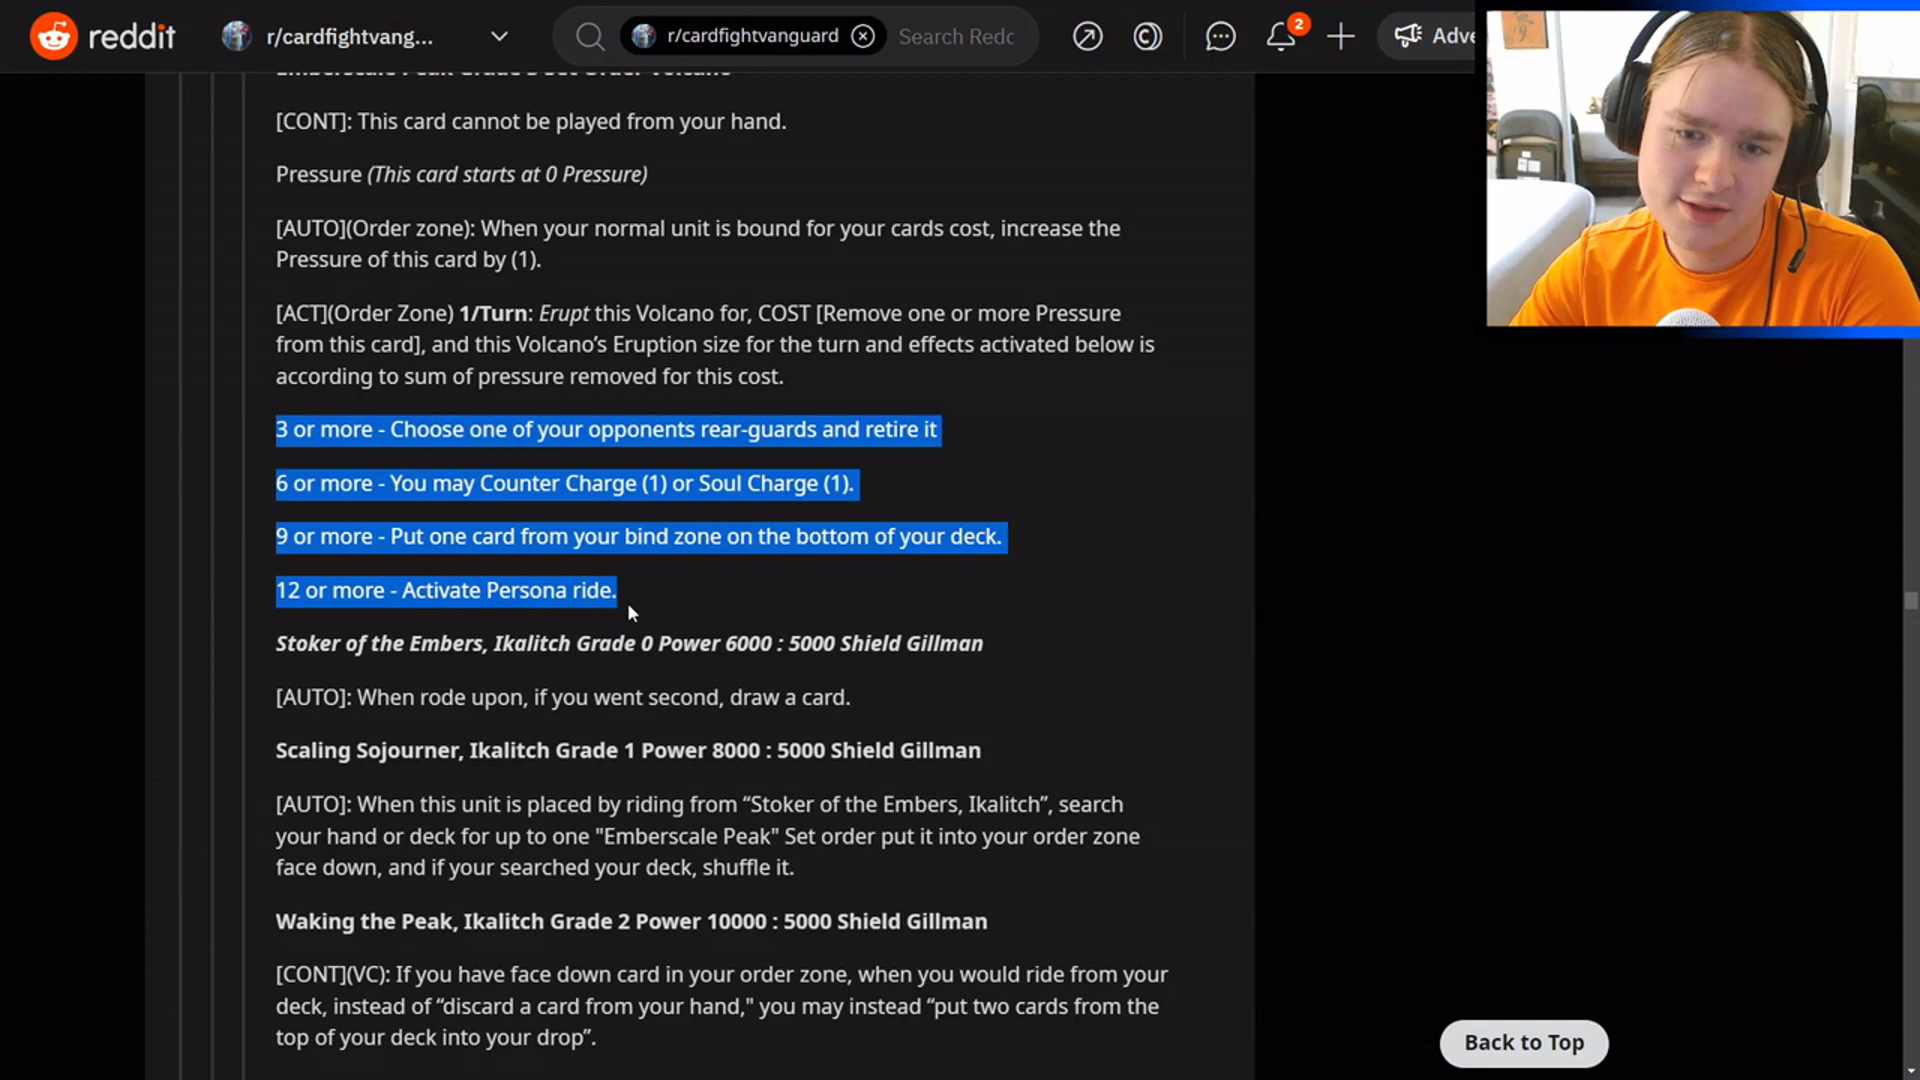 reddit
r/cardfightvang...
r/cardfightvanguard
Search Redc
2
Adve
[CONT]: This card cannot be played from your hand.
Pressure (This card starts at 0 Pressure)
[AUTO](Order zone): When your normal unit is bound for your cards cost, increase the
Pressure of this card by (1).
[ACT](Order Zone) 1/Turn: Erupt this Volcano for, COST [Remove one or more Pressure
from this card], and this Volcano’s Eruption size for the turn and effects activated below is
according to sum of pressure removed for this cost.
3 or more - Choose one of your opponents rear-guards and retire it
6 or more - You may Counter Charge (1) or Soul Charge (1).
9 or more - Put one card from your bind zone on the bottom of your deck.
12 or more - Activate Persona ride.
Stoker of the Embers, Ikalitch Grade 0 Power 6000 : 5000 Shield Gillman
[AUTO]: When rode upon, if you went second, draw a card.
Scaling Sojourner, Ikalitch Grade 1 Power 8000 : 5000 Shield Gillman
[AUTO]: When this unit is placed by riding from “Stoker of the Embers, Ikalitch”, search
your hand or deck for up to one "Emberscale Peak" Set order put it into your order zone
face down, and if your searched your deck, shuffle it.
Waking the Peak, Ikalitch Grade 2 Power 10000 : 5000 Shield Gillman
[CONT](VC): If you have face down card in your order zone, when you would ride from your
deck, instead of “discard a card from your hand," you may instead “put two cards from the
top of your deck into your drop”.
Back to Top